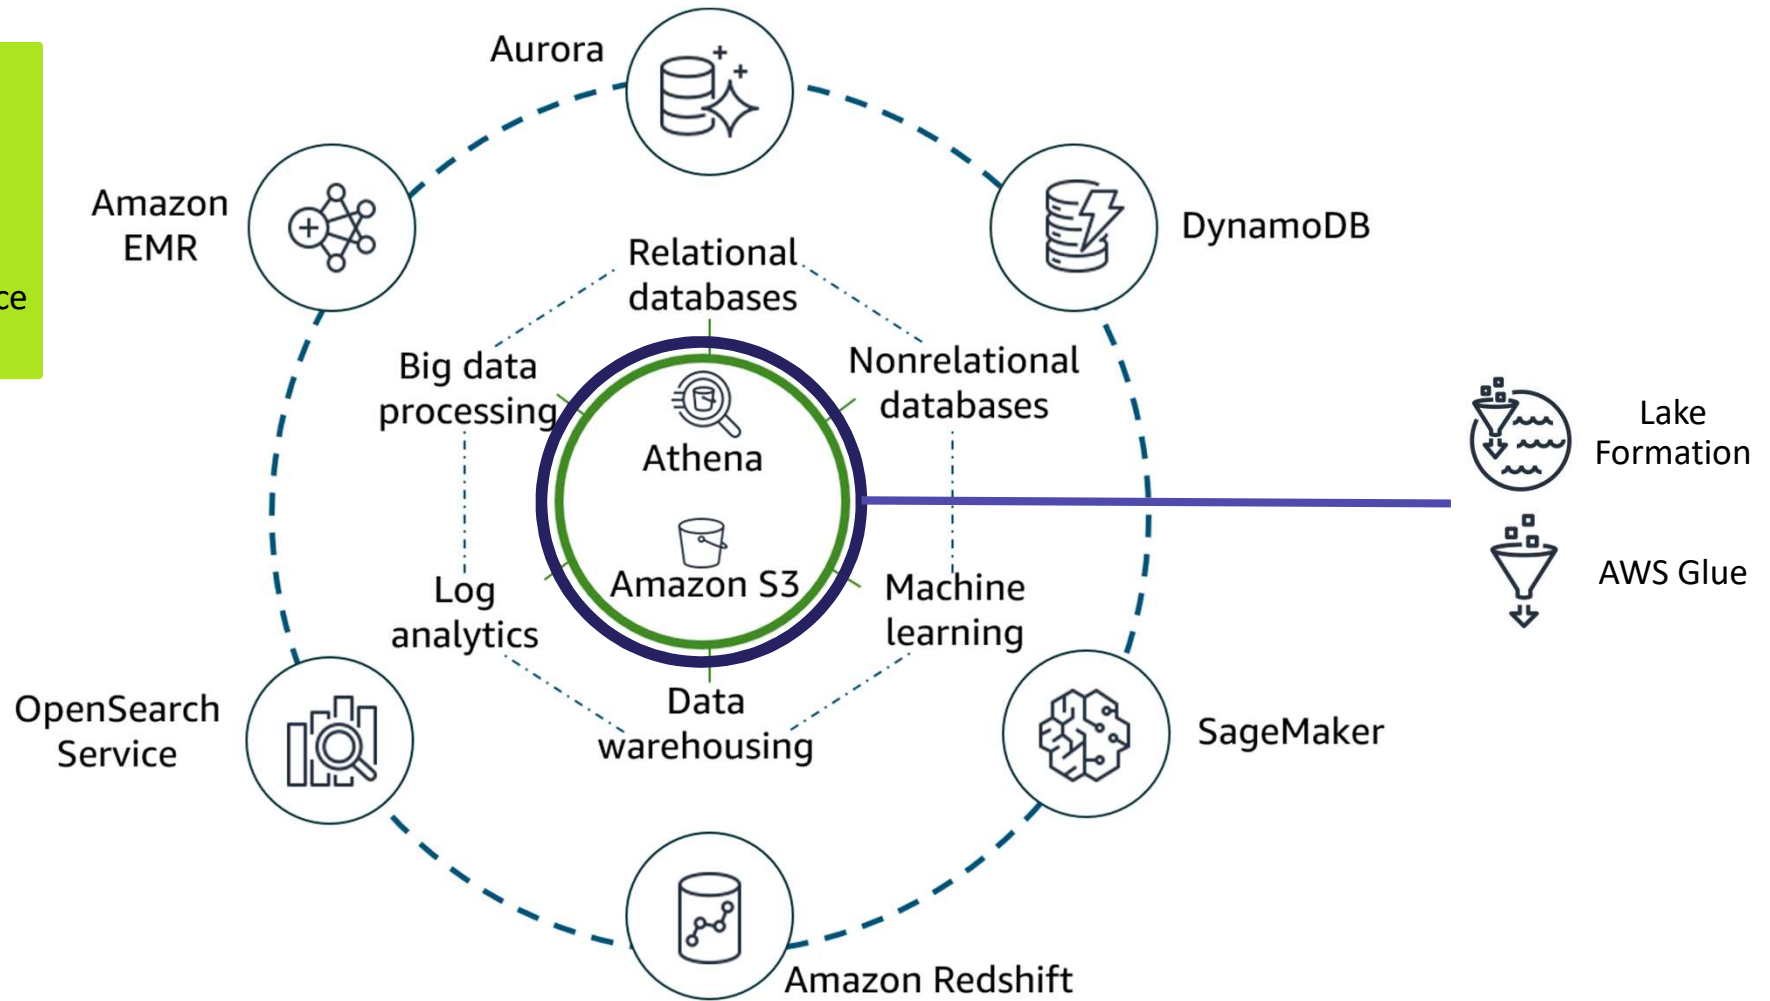 Aurora
Amazon
EMR
DynamoDB
ce
Relational
databases
Big data
processing
Nonrelational
databases
Athena
Amazon S3
Lake
Formation
AWS Glue
Log
analytics
Machine
learning
Data
warehousing
OpenSearch
Service
SageMaker
Amazon Redshift